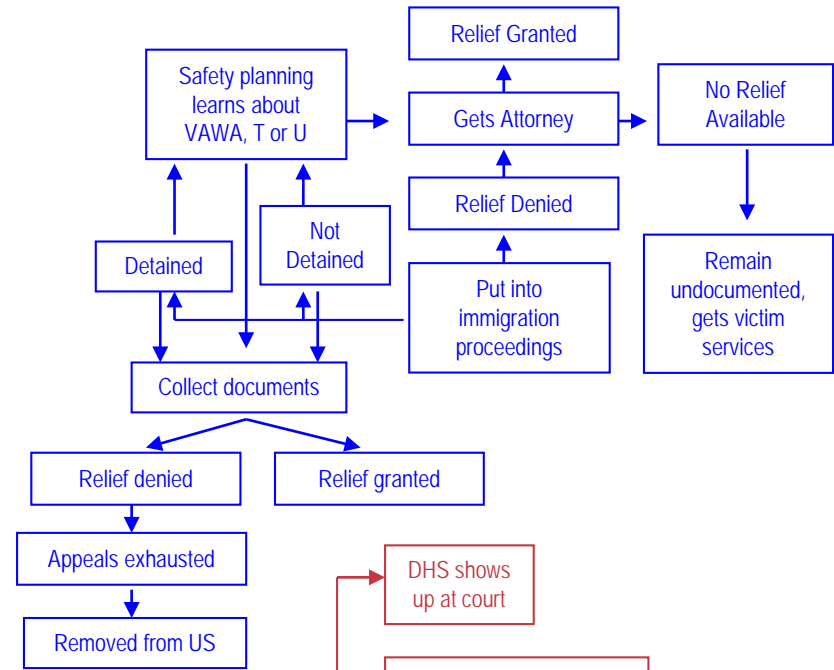 Relief Granted
Safety planning
learns about
VAWA, T or U
Gets Attorney
No Relief
Available
Relief Denied
Not
Detained
Detained
Put into
immigration
proceedings
Remain
undocumented,
gets victim
services
Collect documents
Relief denied
Relief granted
Appeals exhausted
DHS shows
up at court
Removed from US